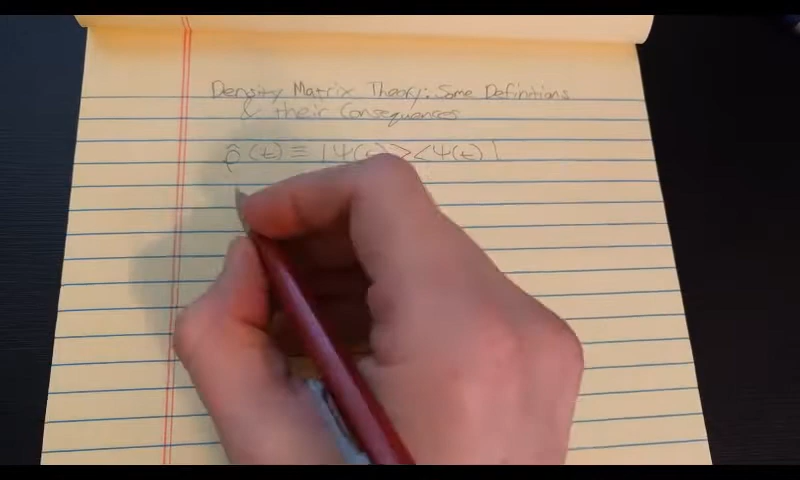 Density Matrix Theory: Some Definitions
& their Consequences
ρ̂(t) ≡ |Ψ(t)><Ψ(t)|